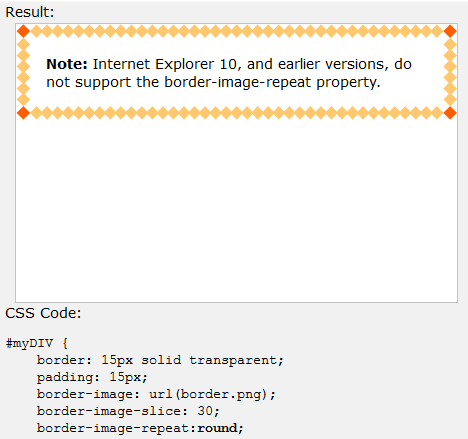 Result:
Note: Internet Explorer 10, and earlier versions, do
not support the border-image-repeat property.
CSS Code:
#myDIV {
    border: 15px solid transparent;
    padding: 15px;
    border-image: url(border.png);
    border-image-slice: 30;
    border-image-repeat:round;